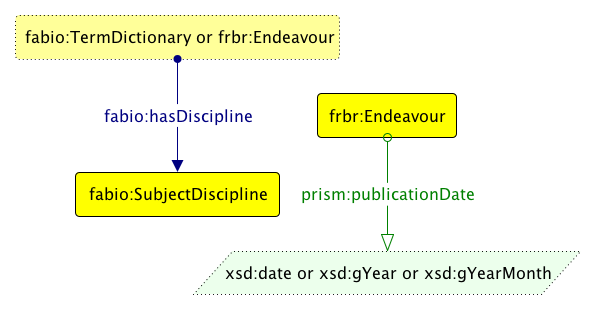 fabio:TermDictionary or frbr:Endeavour
fabio:hasDiscipline
frbr:Endeavour
fabio:SubjectDiscipline
prism:publicationDate
xsd:date or xsd:gYear or xsd:gYearMonth